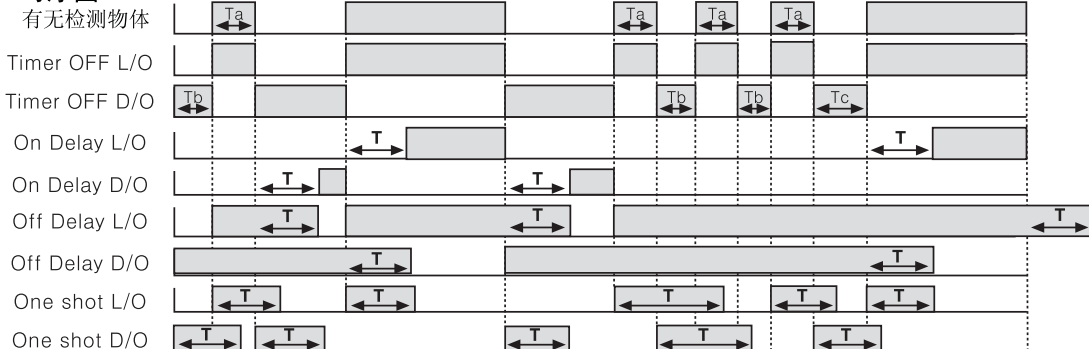 有无检测物体 Ta Ta Ta Ta
Timer OFF L/O
Timer OFF D/O Tb Tb Tb Tc
On Delay L/O T T
On Delay D/O T T
Off Delay L/O T T T
Off Delay D/O T T
One shot L/O T T T T T
One shot D/O T T T T T